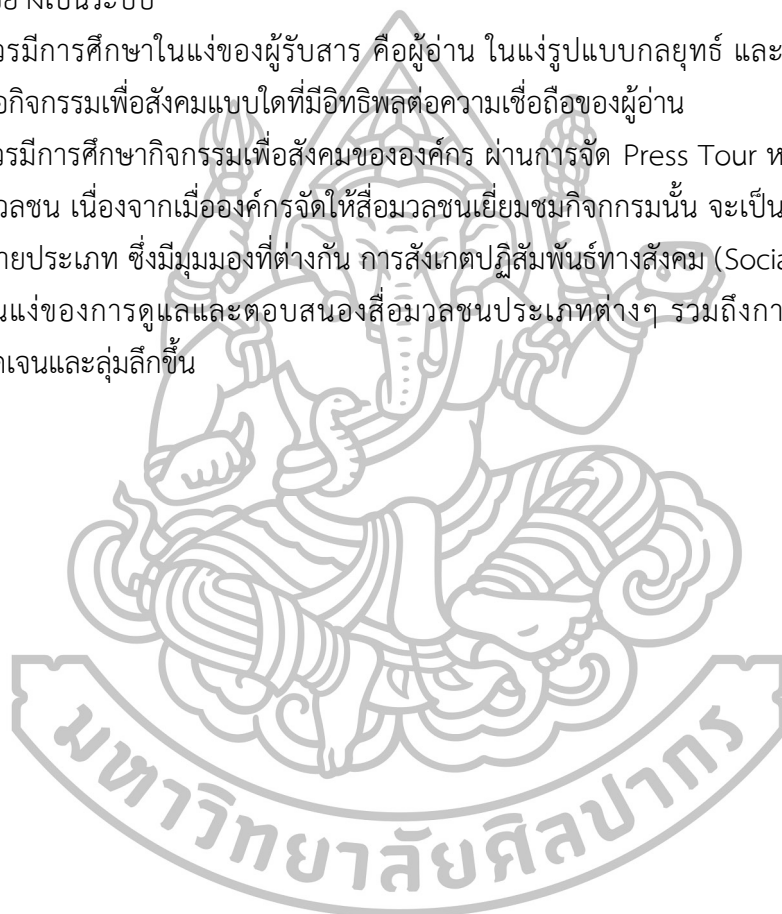 อย่างเป็นระบบ
วรมีการศึกษาในแง่ของผู้รับสาร คือผู้อ่าน ในแง่รูปแบบกลยุทธ์ และ
อกิจกรรมเพื่อสังคมแบบใดที่มีอิทธิพลต่อความเชื่อถือของผู้อ่าน
วรมีการศึกษากิจกรรมเพื่อสังคมขององค์กร ผ่านการจัด Press Tour ห
วลชน เนื่องจากเมื่อองค์กรจัดให้สื่อมวลชนเยี่ยมชมกิจกกรมนั้น จะเป็น
ายประเภท ซึ่งมีมุมมองที่ต่างกัน การสังเกตปฏิสัมพันธ์ทางสังคม (Socia
นแง่ของการดูแลและตอบสนองสื่อมวลชนประเภทต่างๆ รวมถึงกา
าเจนและลุ่มลึกขึ้น
มหาวิทยาลัยศิลปากร